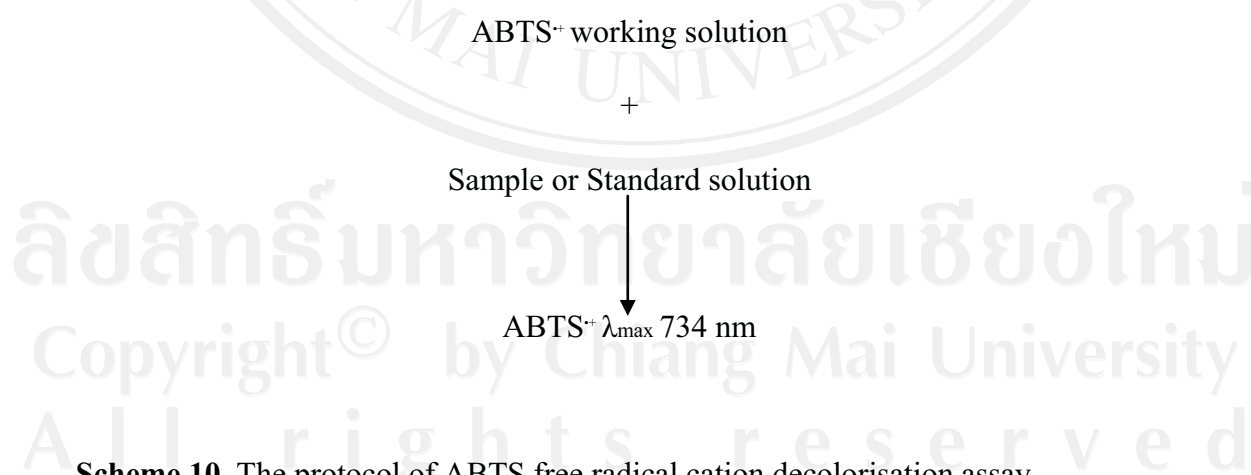 MAI UNIVERS
ABTS·+ working solution
+
Sample or Standard solution
ลิขสิทธิ์มหาวิทยาลัยเชียงใหม่
ABTS·+ λmax 734 nm
Copyright© by Chiang Mai University
All rights reserved
Scheme 10. The protocol of ABTS free radical cation decolorisation assay